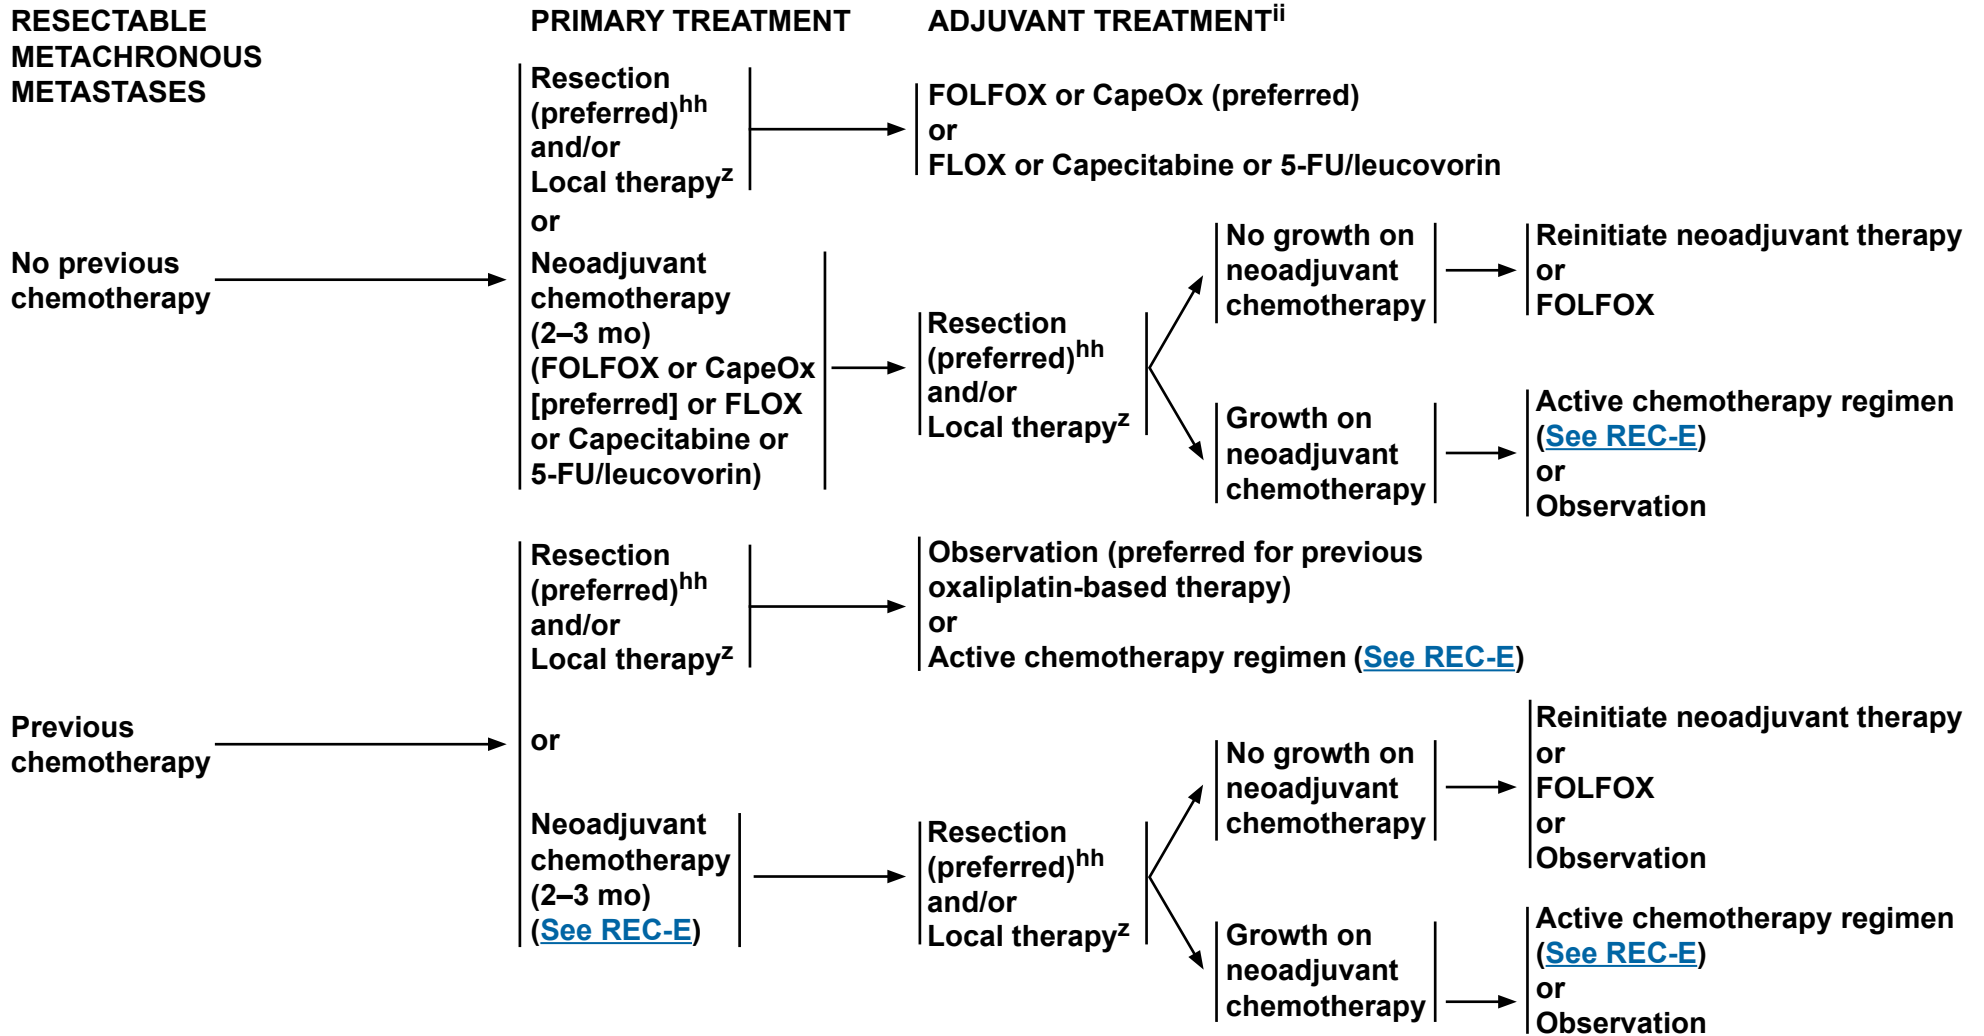 RESECTABLE
METACHRONOUS
METASTASES
PRIMARY TREATMENT
ADJUVANT TREATMENTii
No previous
chemotherapy
Resection
(preferred)hh
and/or
Local therapyz
or
Neoadjuvant
chemotherapy
(2–3 mo)
(FOLFOX or CapeOx
[preferred] or FLOX
or Capecitabine or
5-FU/leucovorin)
FOLFOX or CapeOx (preferred)
or
FLOX or Capecitabine or 5-FU/leucovorin
Resection
(preferred)hh
and/or
Local therapyz
No growth on
neoadjuvant
chemotherapy
Reinitiate neoadjuvant therapy
or
FOLFOX
Growth on
neoadjuvant
chemotherapy
Active chemotherapy regimen
(See REC-E)
or
Observation
Previous
chemotherapy
Resection
(preferred)hh
and/or
Local therapyz
or
Neoadjuvant
chemotherapy
(2–3 mo)
(See REC-E)
Observation (preferred for previous
oxaliplatin-based therapy)
or
Active chemotherapy regimen (See REC-E)
Resection
(preferred)hh
and/or
Local therapyz
No growth on
neoadjuvant
chemotherapy
Reinitiate neoadjuvant therapy
or
FOLFOX
or
Observation
Growth on
neoadjuvant
chemotherapy
Active chemotherapy regimen
(See REC-E)
or
Observation